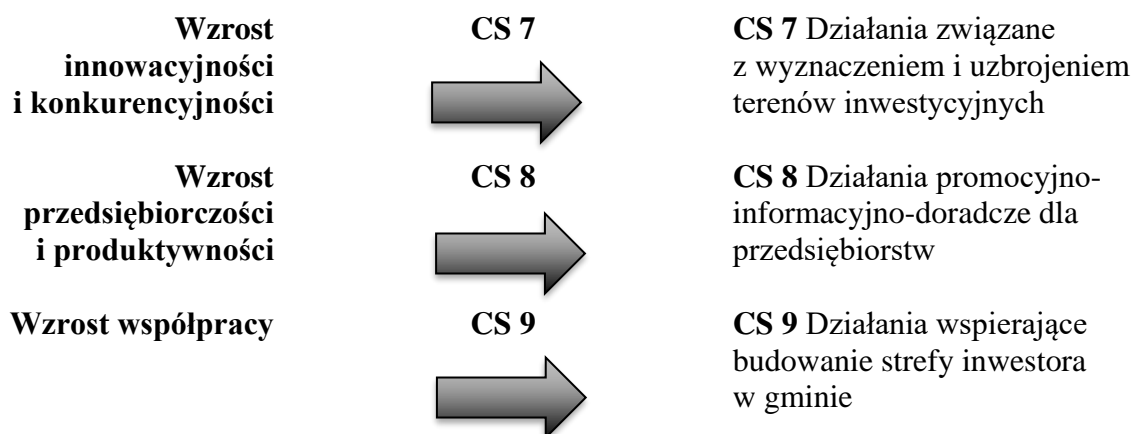 Wzrost
innowacyjności
i konkurencyjności
CS 7
CS 7 Działania związane
z wyznaczeniem i uzbrojeniem
terenów inwestycyjnych
Wzrost
przedsiębiorczości
i produktywności
CS 8
CS 8 Działania promocyjno-
informacyjno-doradcze dla
przedsiębiorstw
Wzrost współpracy
CS 9
CS 9 Działania wspierające
budowanie strefy inwestora
w gminie